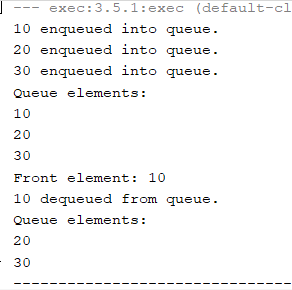 --- exec:3.5.1:exec (default-cl
10 enqueued into queue.
20 enqueued into queue.
30 enqueued into queue.
Queue elements:
10
20
30
Front element: 10
10 dequeued from queue.
Queue elements:
20
30
------------------------------